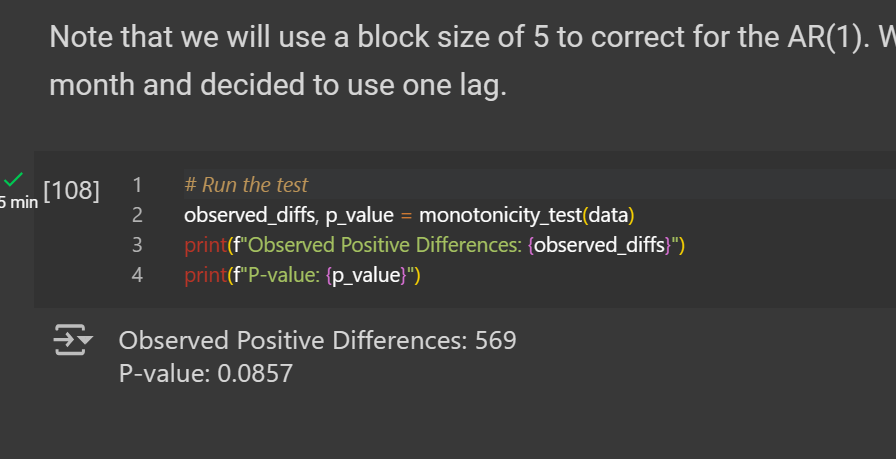 Note that we will use a block size of 5 to correct for the AR(1). W
month and decided to use one lag.
5 min
[108]
1 # Run the test
2 observed_diffs, p_value = monotonicity_test(data)
3 print(f"Observed Positive Differences: {observed_diffs}")
4 print(f"P-value: {p_value}")
Observed Positive Differences: 569
P-value: 0.0857